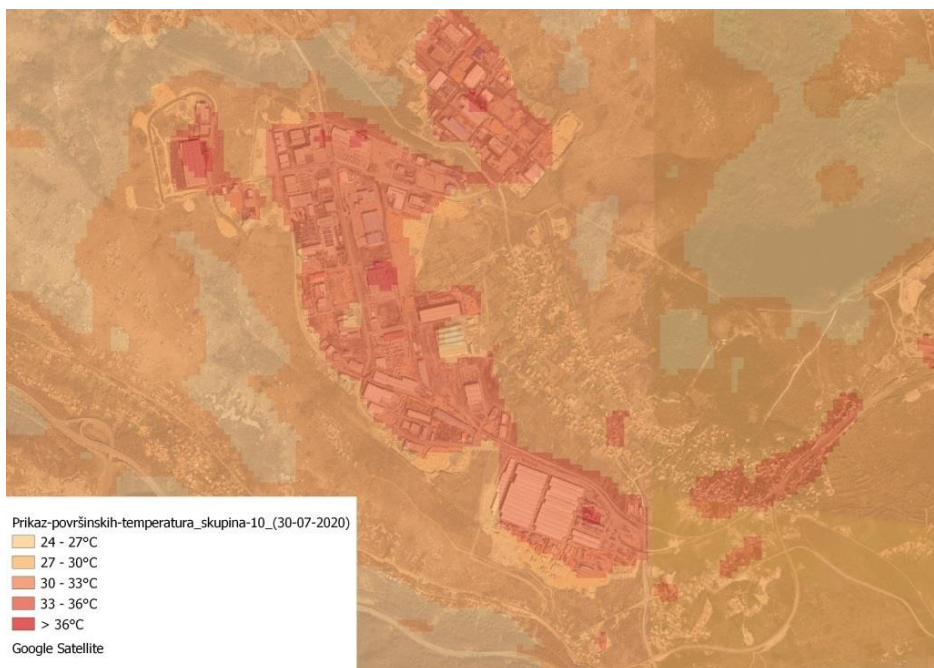 Prikaz-površinskih-temperatura_skupina-10_(30-07-2020)
24 - 27°C
27 - 30°C
30 - 33°C
33 - 36°C
> 36°C
Google Satellite